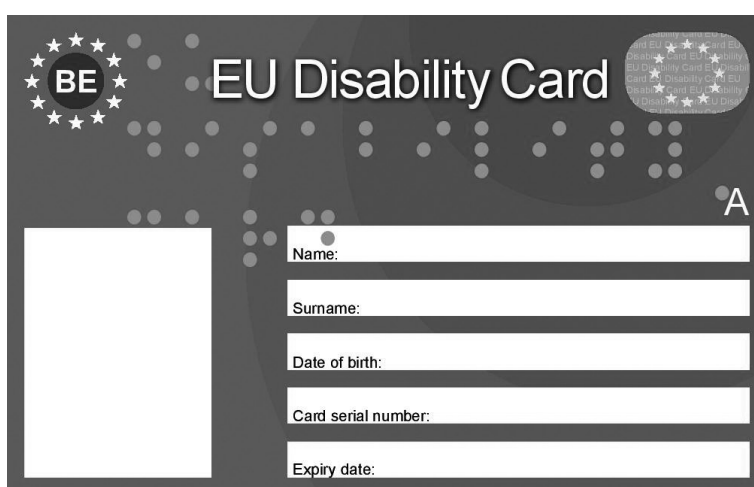 BE
EU Disability Card
A
Name:
Surname:
Date of birth:
Card serial number:
Expiry date: